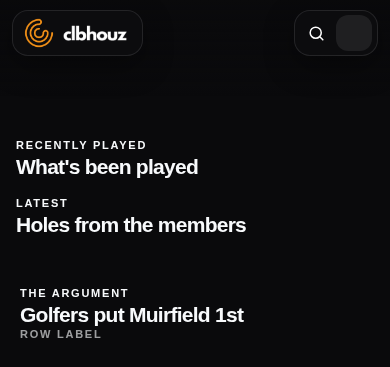 clbhouz
RECENTLY PLAYED
What's been played
LATEST
Holes from the members
THE ARGUMENT
Golfers put Muirfield 1st
ROW LABEL